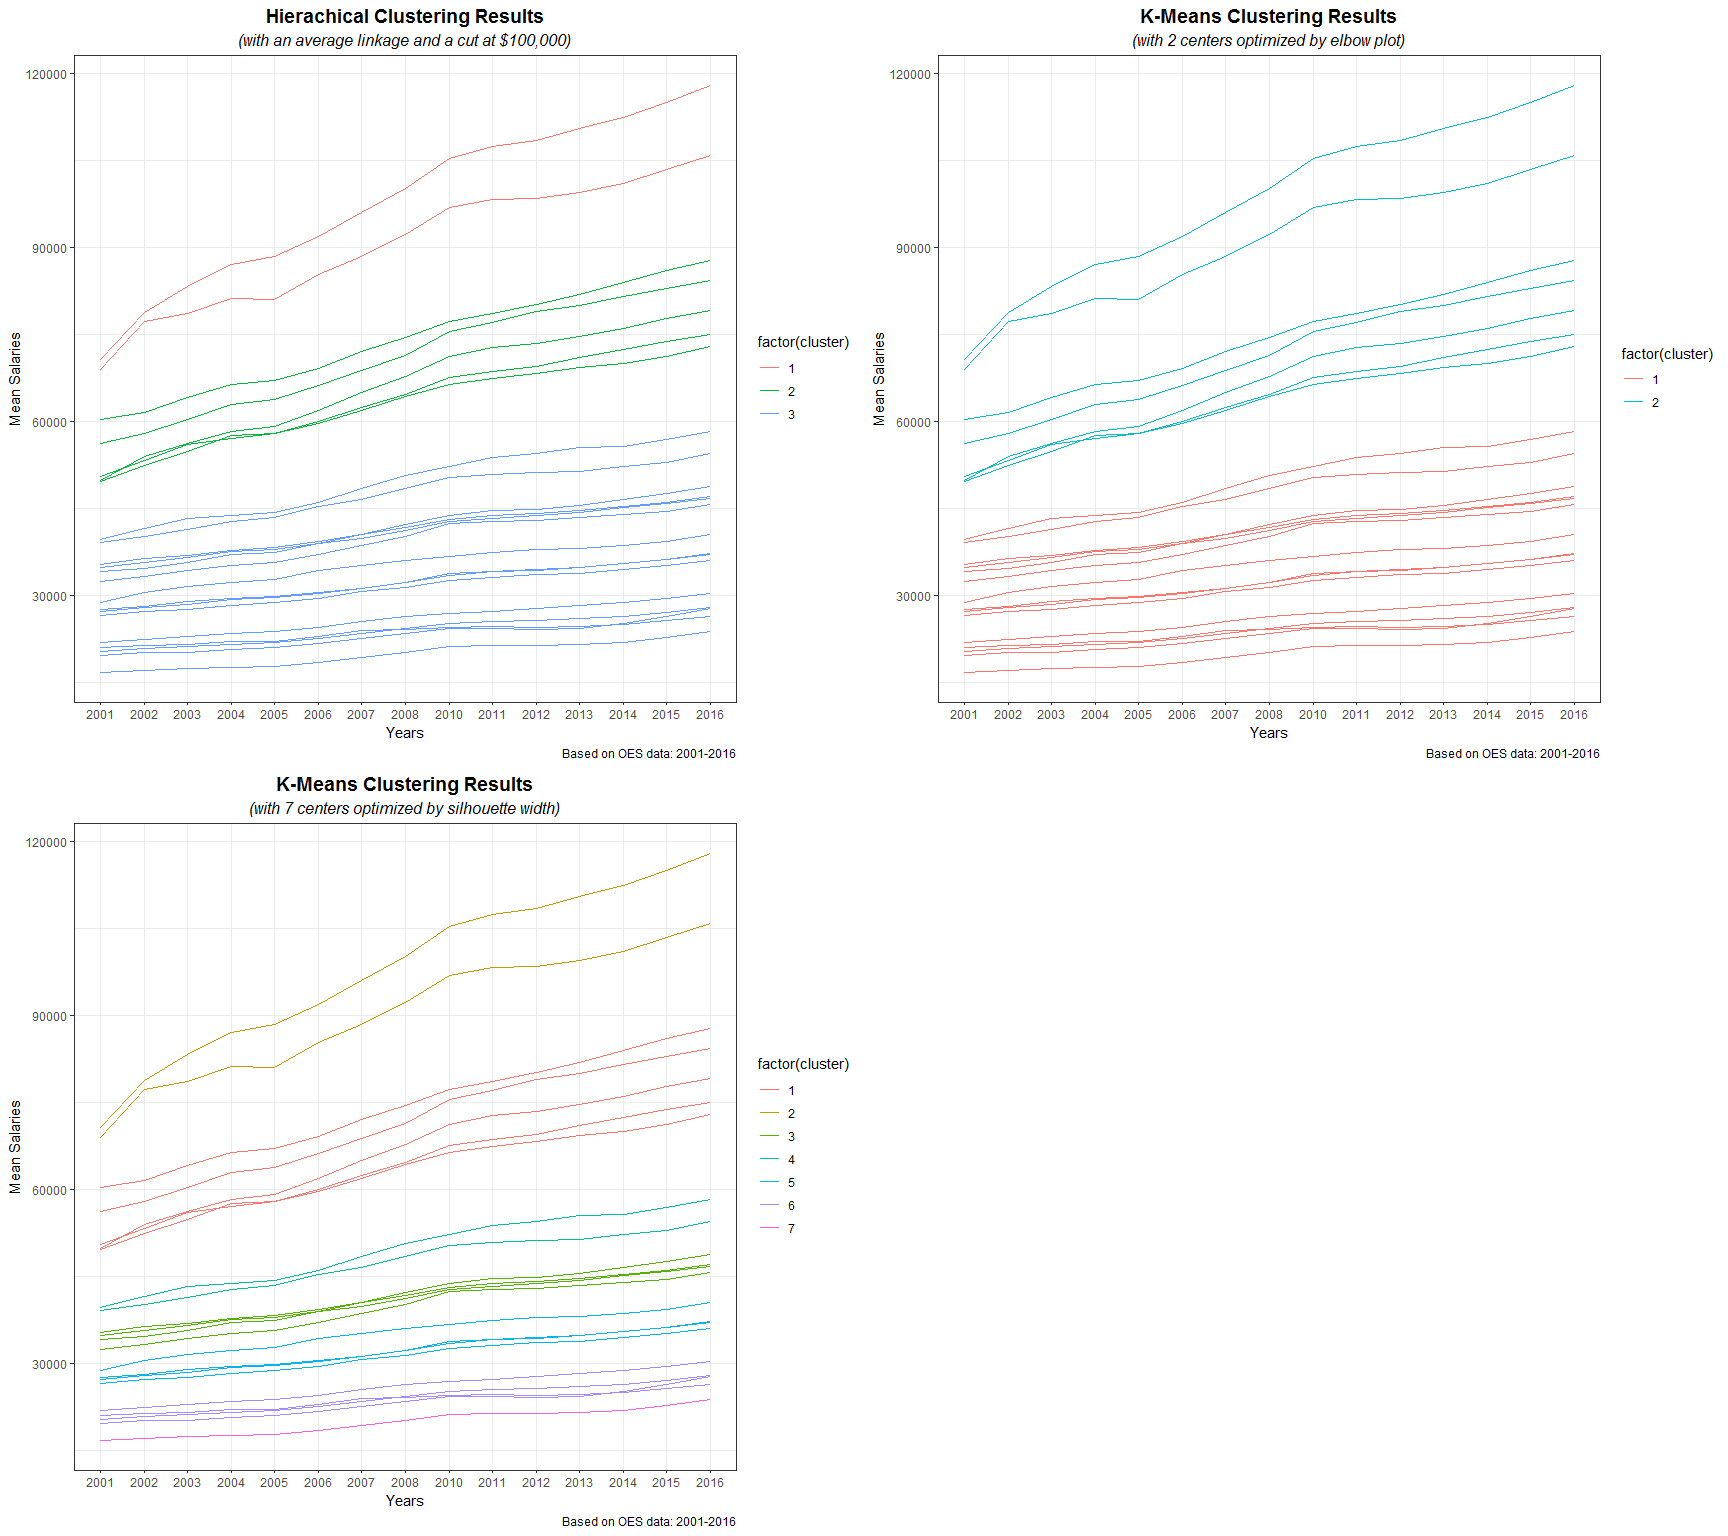 Hierachical Clustering Results
(with an average linkage and a cut at $100,000)
120000
90000
60000
30000
Mean Salaries
2001 2002 2003 2004 2005 2006 2007 2008 2010 2011 2012 2013 2014 2015 2016
Years
Based on OES data: 2001-2016
factor(cluster)
1
2
3
K-Means Clustering Results
(with 2 centers optimized by elbow plot)
120000
90000
60000
30000
Mean Salaries
2001 2002 2003 2004 2005 2006 2007 2008 2010 2011 2012 2013 2014 2015 2016
Years
Based on OES data: 2001-2016
factor(cluster)
1
2
K-Means Clustering Results
(with 7 centers optimized by silhouette width)
120000
90000
60000
30000
Mean Salaries
2001 2002 2003 2004 2005 2006 2007 2008 2010 2011 2012 2013 2014 2015 2016
Years
Based on OES data: 2001-2016
factor(cluster)
1
2
3
4
5
6
7